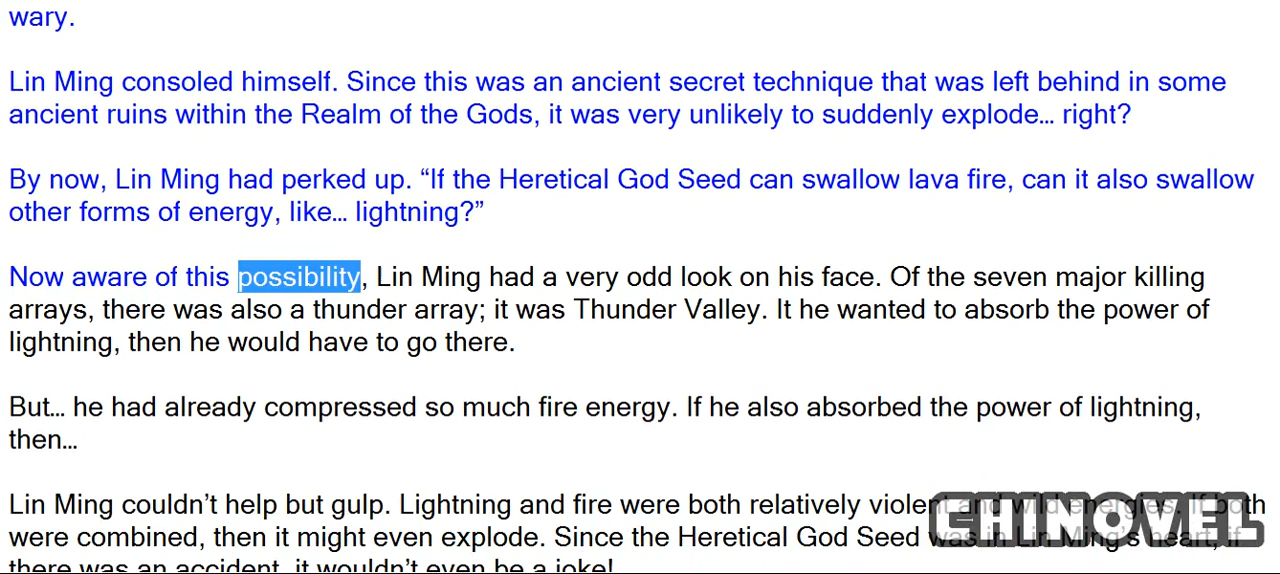 wary.
Lin Ming consoled himself. Since this was an ancient secret technique that was left behind in some
ancient ruins within the Realm of the Gods, it was very unlikely to suddenly explode… right?
By now, Lin Ming had perked up. “If the Heretical God Seed can swallow lava fire, can it also swallow
other forms of energy, like… lightning?”
Now aware of this possibility, Lin Ming had a very odd look on his face. Of the seven major killing
arrays, there was also a thunder array; it was Thunder Valley. It he wanted to absorb the power of
lightning, then he would have to go there.
But… he had already compressed so much fire energy. If he also absorbed the power of lightning,
then…
Lin Ming couldn’t help but gulp. Lightning and fire were both relatively violent and wild energies. If both
were combined, then it might even explode. Since the Heretical God Seed was in Lin Ming’s heart, if
there was an accident, it wouldn’t even be a joke!
CHINOVEL